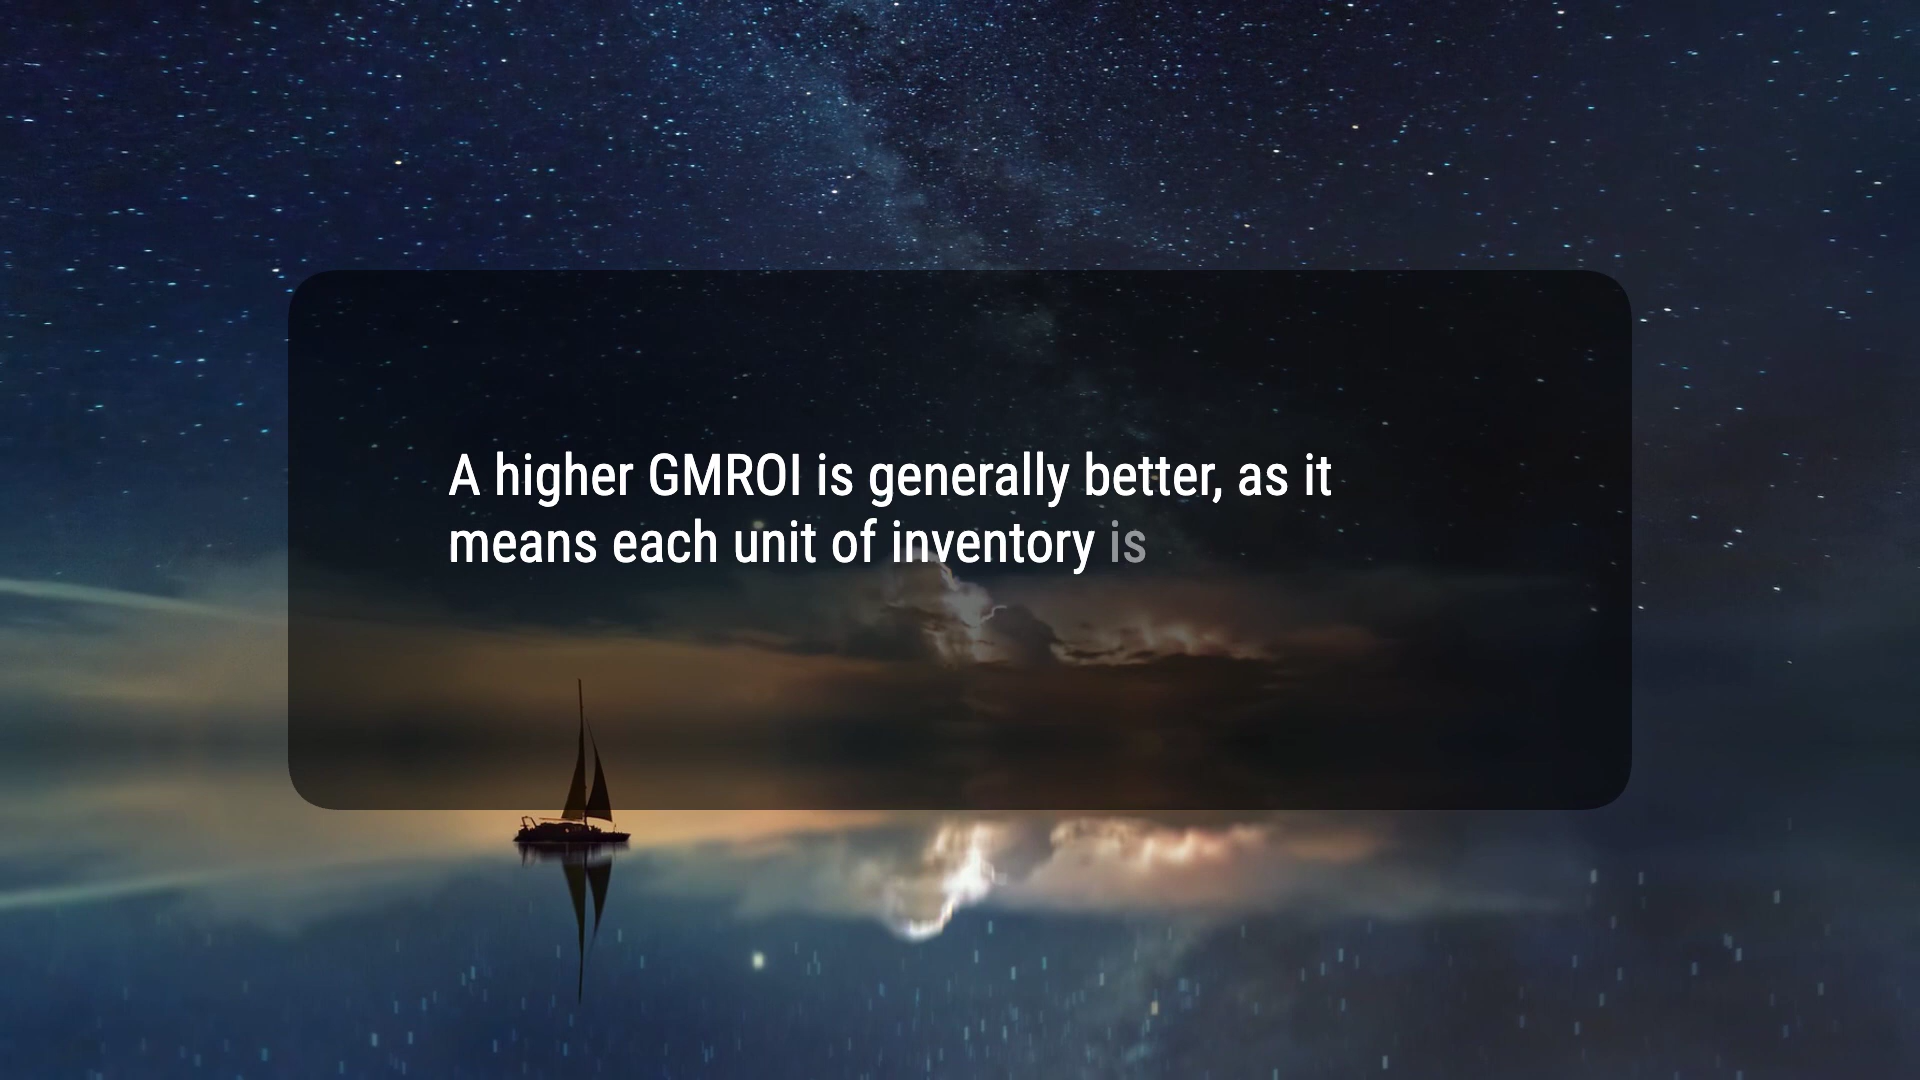 A higher GMROI is generally better, as it
means each unit of inventory is